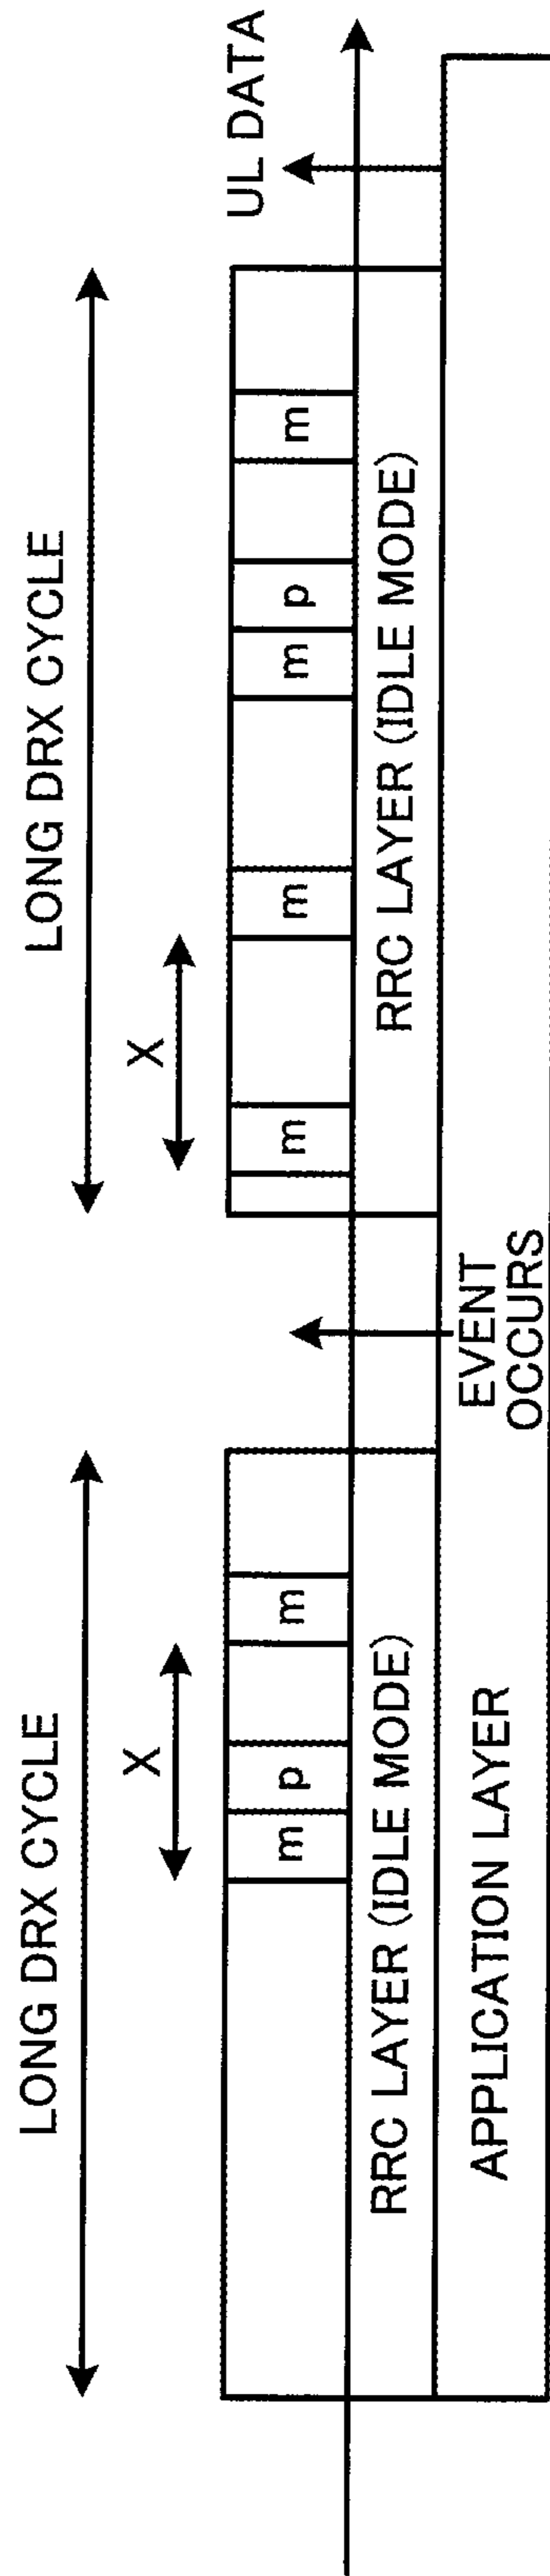 LONG DRX CYCLE
LONG DRX CYCLE
X
X
UL DATA
m
p
m
m
m
m
p
m
RRC LAYER (IDLE MODE)
RRC LAYER (IDLE MODE)
EVENT
OCCURS
APPLICATION LAYER